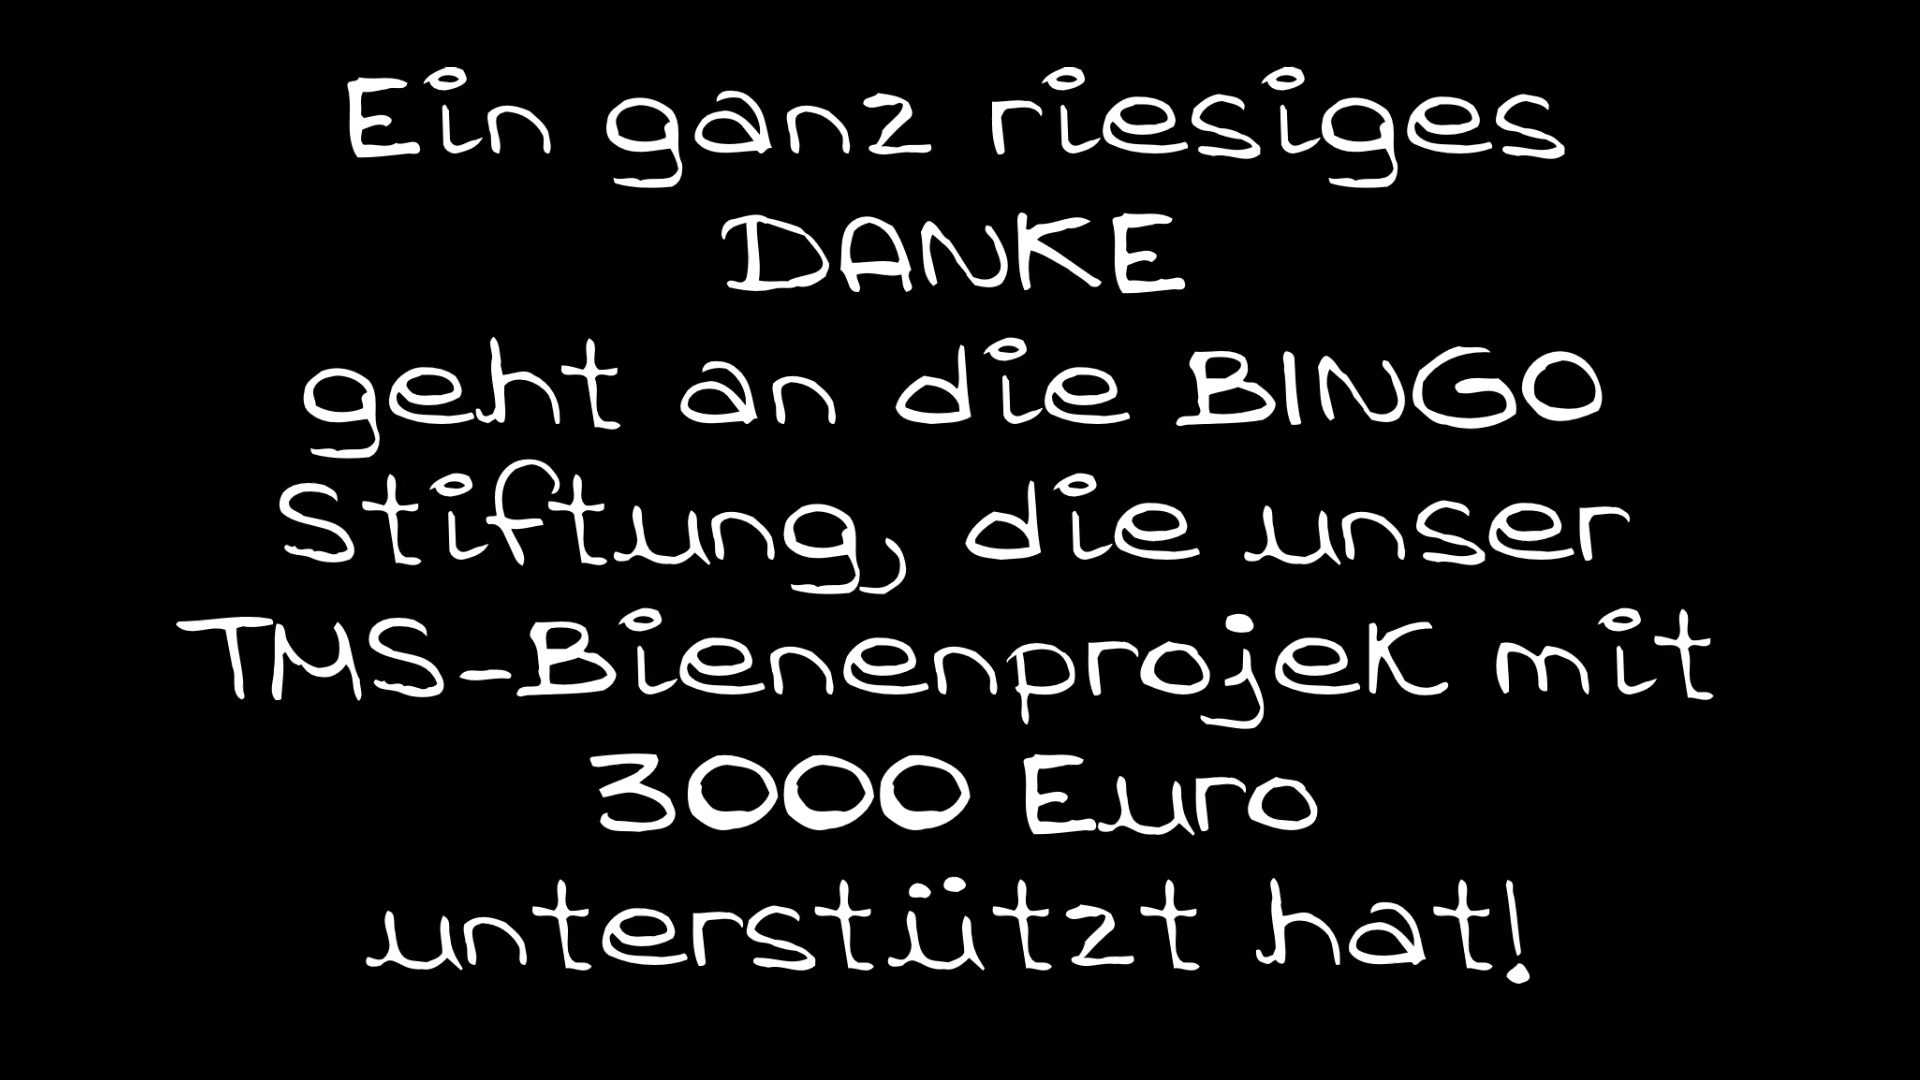 Ein ganz riesiges
DANKE
geht an die BINGO
Stiftung, die unser
TMS-Bienenprojek mit
3000 Euro
unterstützt hat!